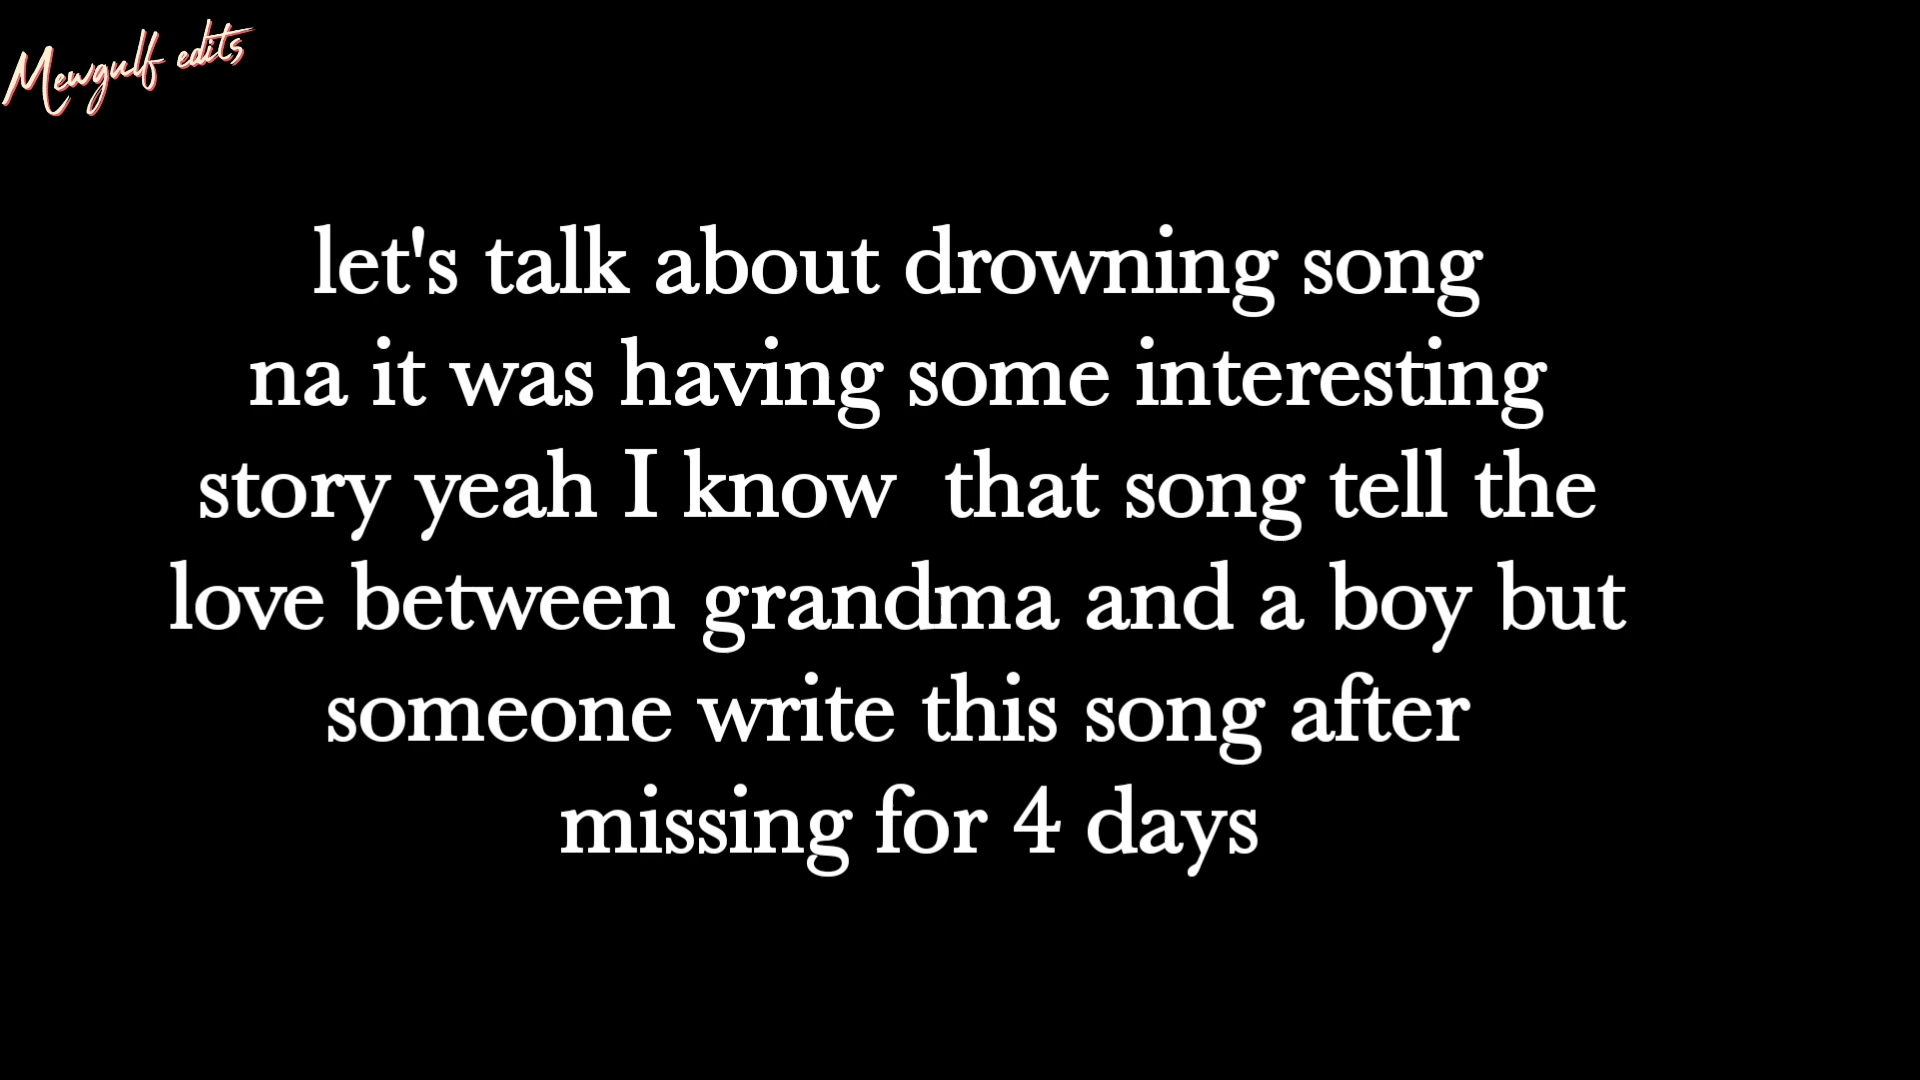 Mewgulf edits
let's talk about drowning song
na it was having some interesting
story yeah I know  that song tell the
love between grandma and a boy but
someone write this song after
missing for 4 days